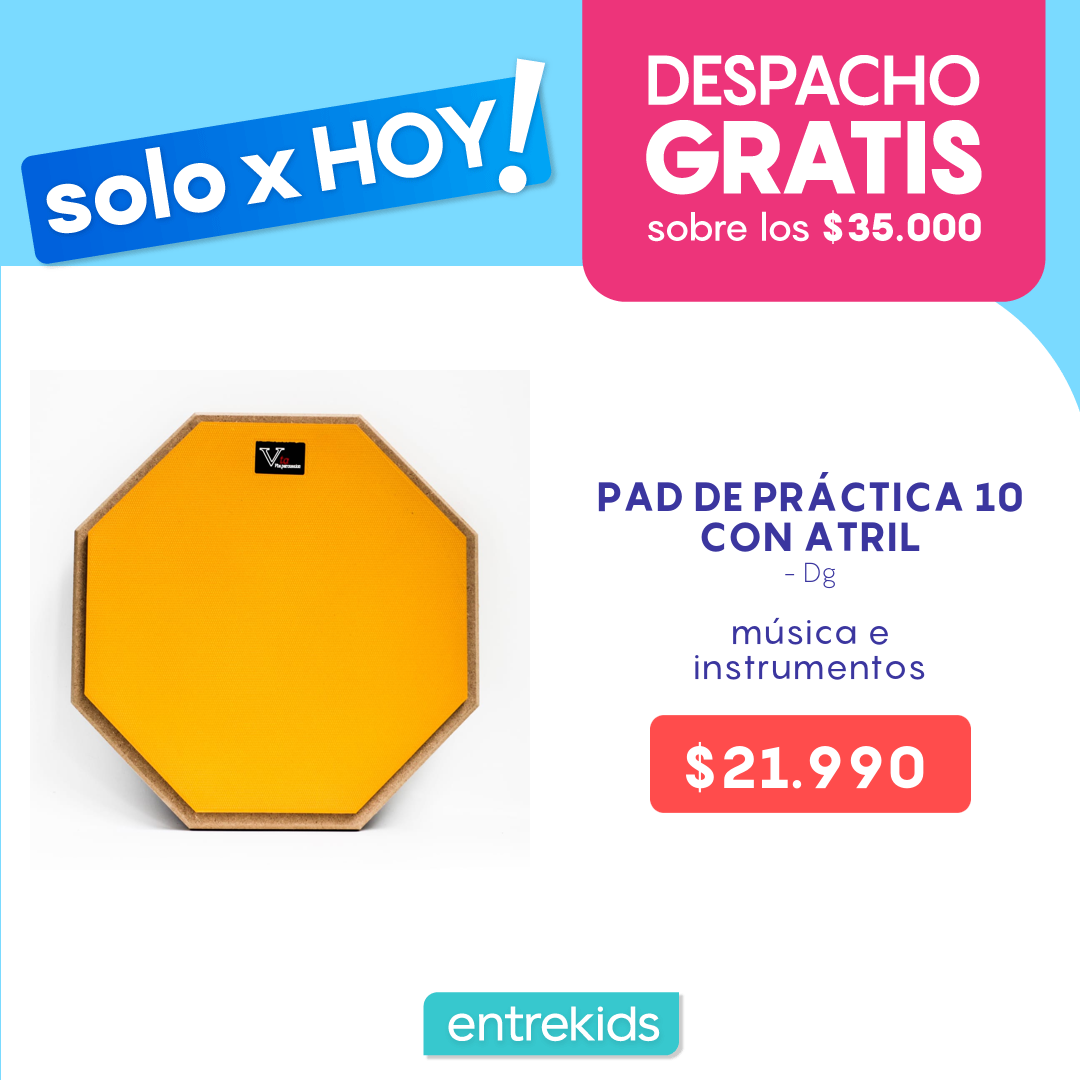 solo x HOY!
DESPACHO
GRATIS
sobre los $35.000
PAD DE PRÁCTICA 10
CON ATRIL
- Dg
música e
instrumentos
$21.990
entrekids